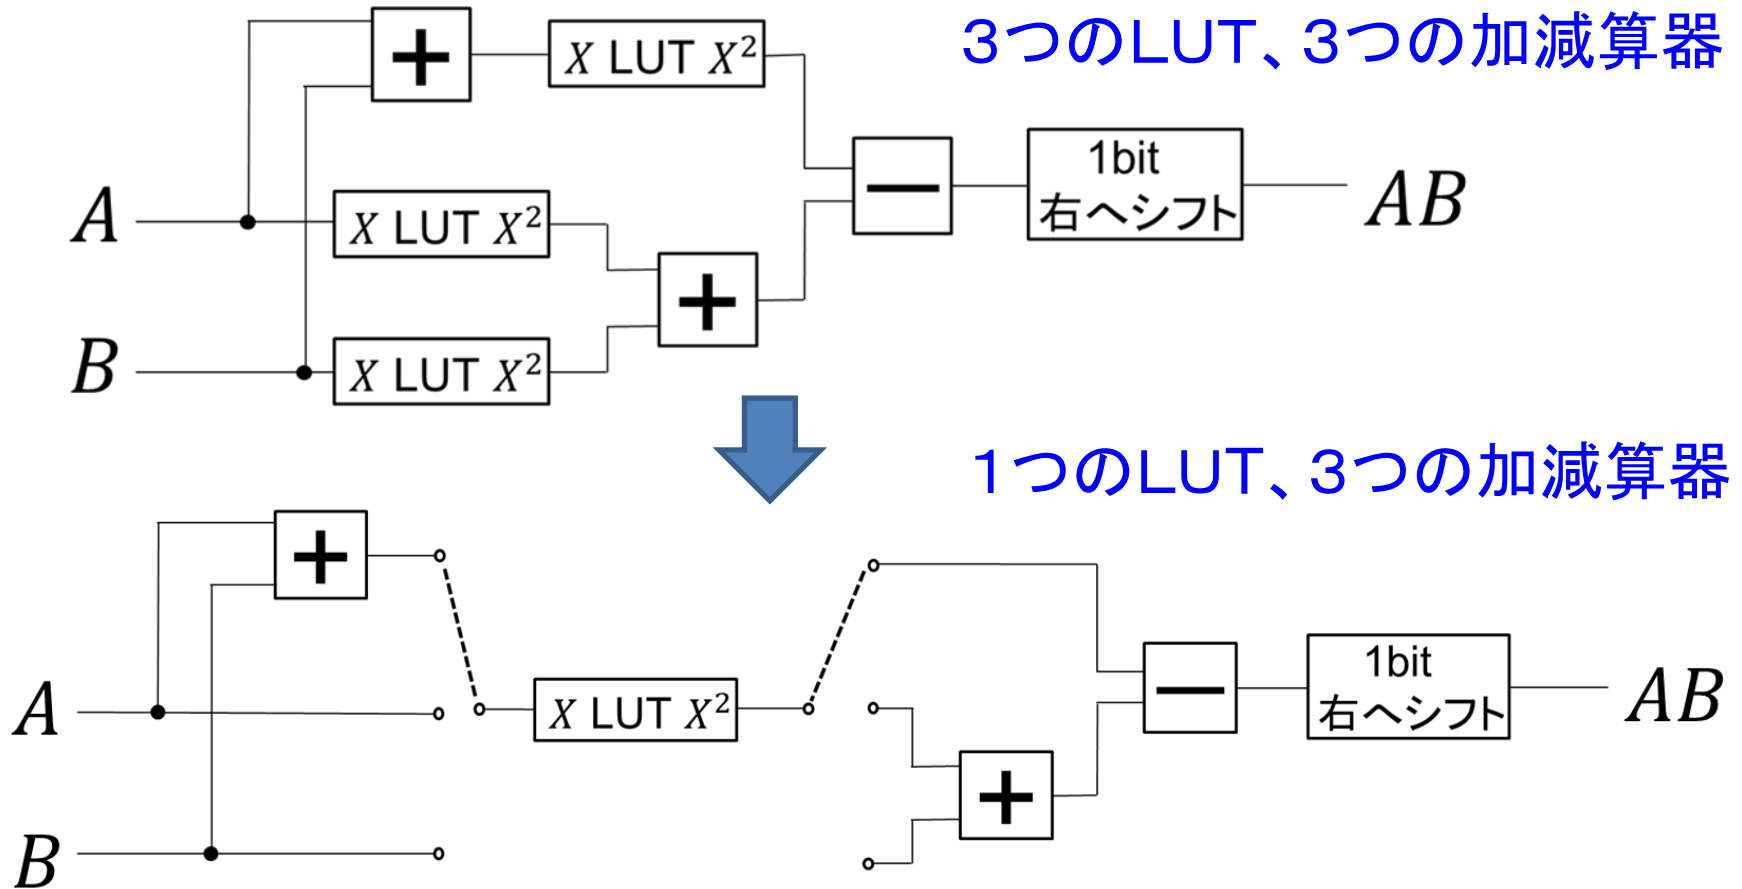 3つのLUT、3つの加減算器
+
X LUT X²
A
X LUT X²
B
X LUT X²
+
—
1bit
右へシフト
AB
1つのLUT、3つの加減算器
+
A
B
X LUT X²
+
—
1bit
右へシフト
AB